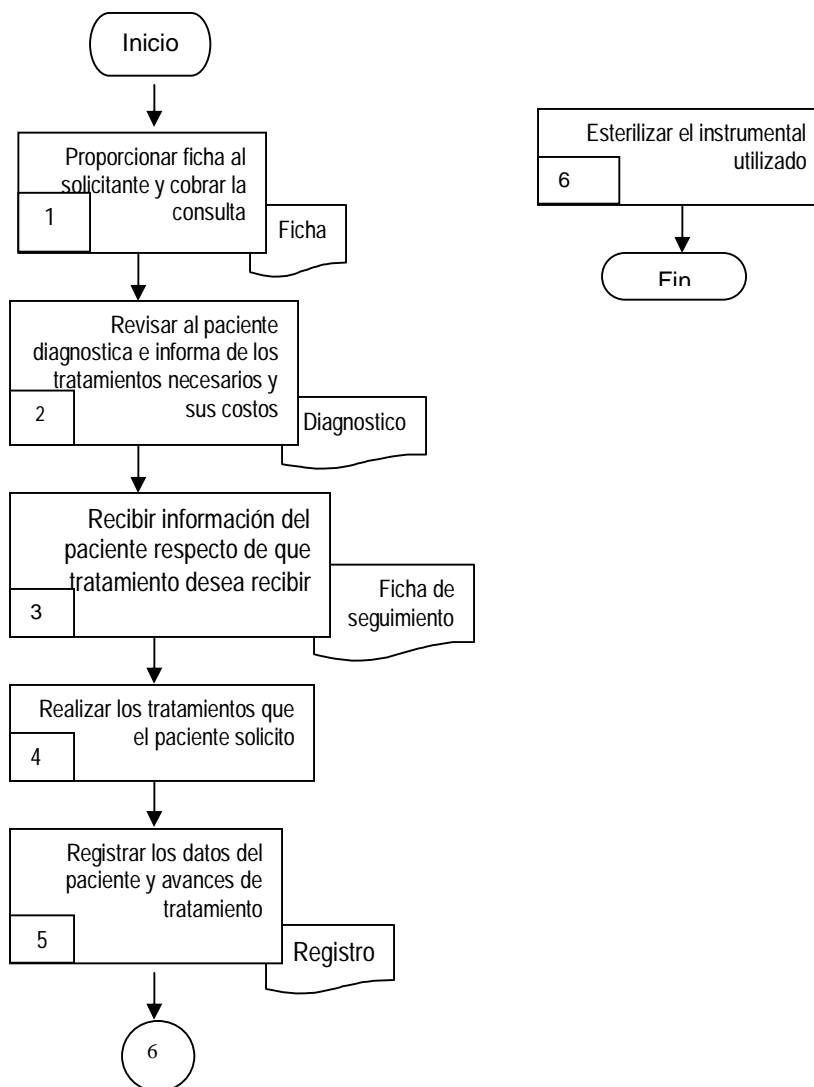 Inicio
Proporcionar ficha al
solicitante y cobrar la
consulta
1
Ficha
Revisar al paciente
diagnostica e informa de los
tratamientos necesarios y
sus costos
2
Diagnostico
Recibir información del
paciente respecto de que
tratamiento desea recibir
3
Ficha de
seguimiento
Realizar los tratamientos que
el paciente solicito
4
Registrar los datos del
paciente y avances de
tratamiento
5
Registro
6
Esterilizar el instrumental
utilizado
6
Fin